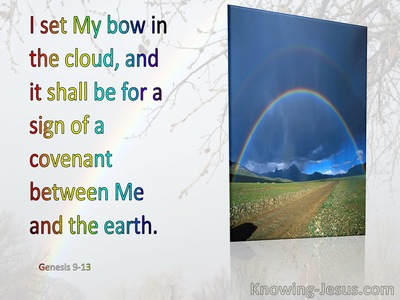 I set My bow in
the cloud, and
it shall be for a
sign of a
covenant
between Me
and the earth.
Genesis 9-13
Knowing-Jesus.com